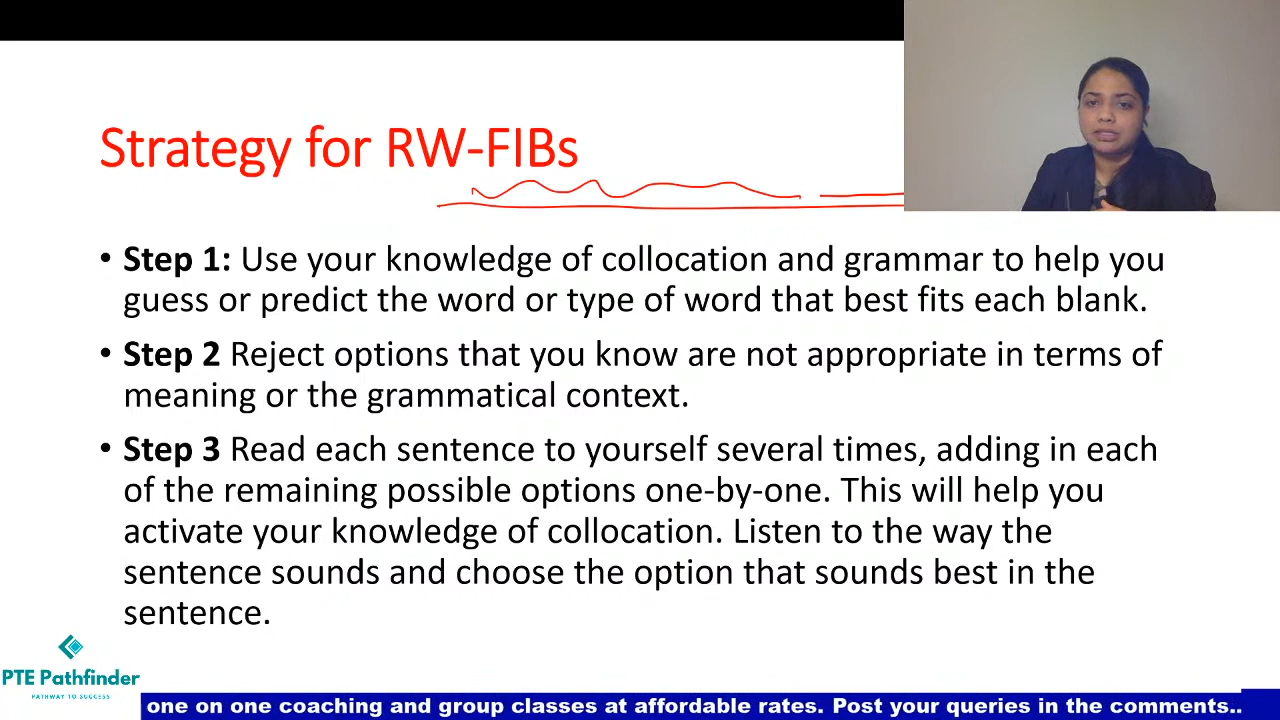 Strategy for RW-FIBs
• Step 1: Use your knowledge of collocation and grammar to help you
guess or predict the word or type of word that best fits each blank.
• Step 2 Reject options that you know are not appropriate in terms of
meaning or the grammatical context.
• Step 3 Read each sentence to yourself several times, adding in each
of the remaining possible options one-by-one. This will help you
activate your knowledge of collocation. Listen to the way the
sentence sounds and choose the option that sounds best in the
sentence.
PTE Pathfinder
PATHWAY TO SUCCESS
one on one coaching and group classes at affordable rates. Post your queries in the comments..